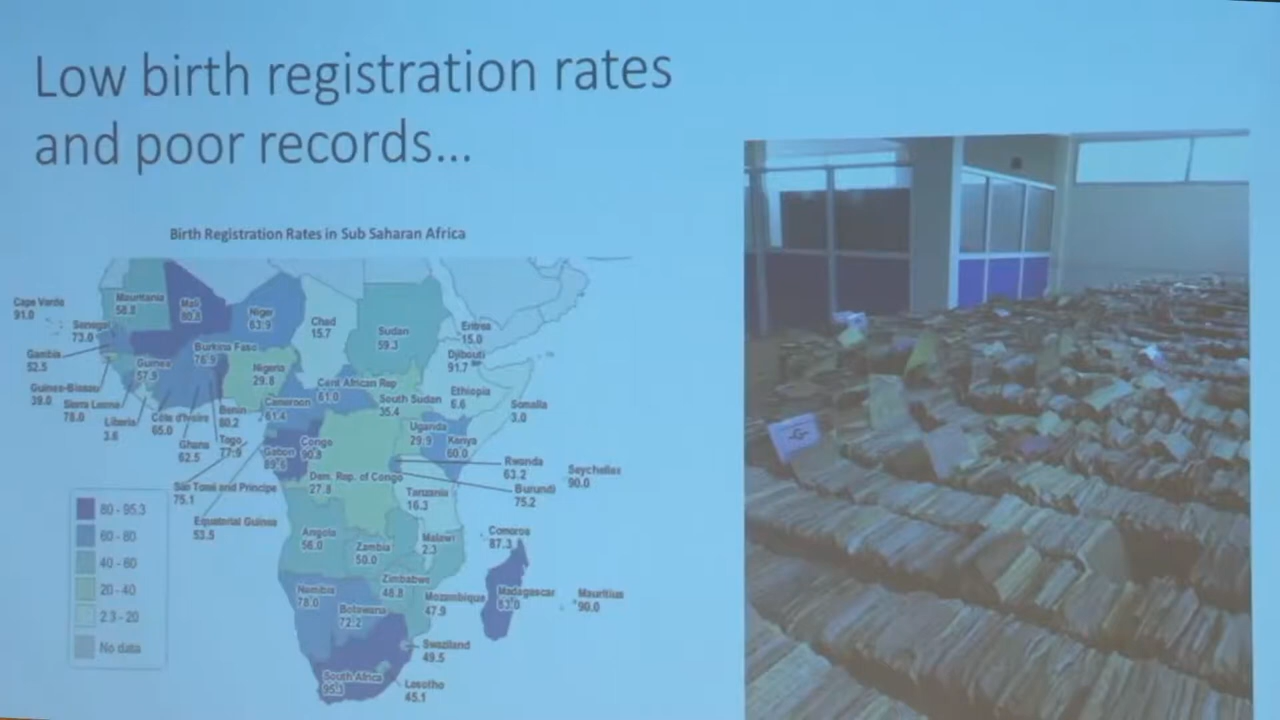 Low birth registration rates
and poor records...
Birth Registration Rates in Sub Saharan Africa
Cape Verde
91.0
Mauritania
58.8
Mali
80.8
Niger
63.9
Chad
15.7
Sudan
59.3
Eritrea
15.0
Senegal
73.0
Gambia
52.5
Guinea
57.9
Burkina Faso
76.9
Nigeria
29.8
Djibouti
91.7
Guinea-Bissau
39.0
Sierra Leone
78.0
Liberia
3.6
Côte d'Ivoire
65.0
Ghana
62.5
Togo
77.9
Benin
80.2
Cameroon
61.4
Cent African Rep
61.0
South Sudan
35.4
Ethiopia
6.6
Somalia
3.0
Uganda
29.9
Kenya
60.0
Gabon
89.6
Congo
90.8
Dem. Rep. of Congo
27.8
Rwanda
63.2
Burundi
75.2
Seychelles
90.0
Sao Tomi and Principe
75.1
Equatorial Guinea
53.5
Tanzania
16.3
Angola
56.0
Zambia
50.0
Malawi
2.3
Comoros
87.3
Zimbabwe
48.8
Mozambique
47.9
Madagascar
83.0
Mauritius
90.0
Namibia
78.0
Botswana
72.2
Swaziland
49.5
South Africa
95.3
Lesotho
45.1
80 - 95.3
60 - 80
40 - 60
20 - 40
2.3 - 20
No data